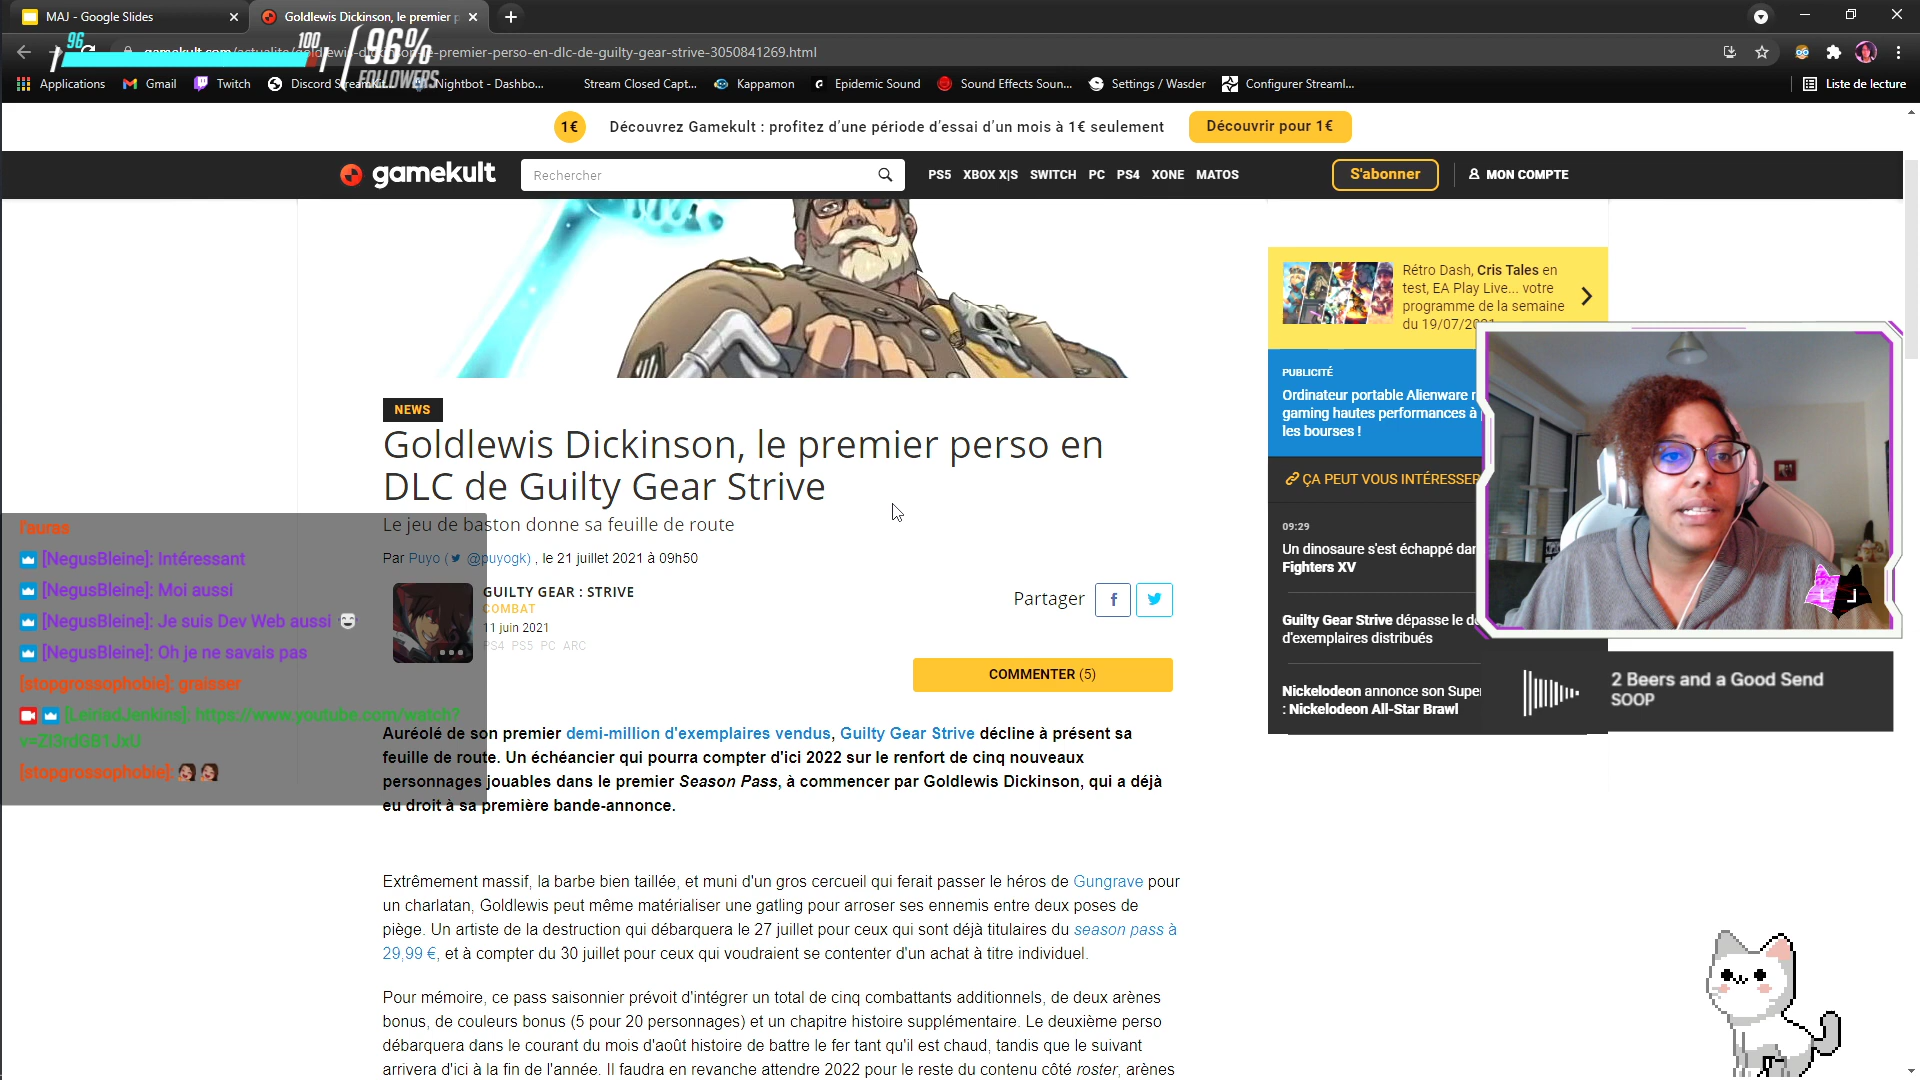 MAJ - Google Slides
Goldlewis Dickinson, le premier p
96
100
96%
FOLLOWERS
-premier-perso-en-dlc-de-guilty-gear-strive-3050841269.html
Applications
Gmail
Twitch
Discord
Nightbot - Dashbo...
Stream Closed Capt...
Kappamon
Epidemic Sound
Sound Effects Soun...
Settings / Wasder
Configurer Streaml...
Liste de lecture
1€
Découvrez Gamekult : profitez d'une période d'essai d'un mois à 1€ seulement
Découvrir pour 1€
gamekult
Rechercher
PS5 XBOX X|S SWITCH PC PS4 XONE MATOS
S'abonner
MON COMPTE
NEWS
Goldlewis Dickinson, le premier perso en
DLC de Guilty Gear Strive
Le jeu de baston donne sa feuille de route
Par Puyo ( @puyogk) , le 21 juillet 2021 à 09h50
GUILTY GEAR : STRIVE
COMBAT
11 juin 2021
PS4 PS5 PC ARC
Partager
COMMENTER (5)
Auréolé de son premier demi-million d'exemplaires vendus, Guilty Gear Strive décline à présent sa
feuille de route. Un échéancier qui pourra compter d'ici 2022 sur le renfort de cinq nouveaux
personnages jouables dans le premier Season Pass, à commencer par Goldlewis Dickinson, qui a déjà
eu droit à sa première bande-annonce.
Extrêmement massif, la barbe bien taillée, et muni d'un gros cercueil qui ferait passer le héros de Gungrave pour
un charlatan, Goldlewis peut même matérialiser une gatling pour arroser ses ennemis entre deux poses de
piège. Un artiste de la destruction qui débarquera le 27 juillet pour ceux qui sont déjà titulaires du season pass à
29,99 €, et à compter du 30 juillet pour ceux qui voudraient se contenter d'un achat à titre individuel.
Pour mémoire, ce pass saisonnier prévoit d'intégrer un total de cinq combattants additionnels, de deux arènes
bonus, de couleurs bonus (5 pour 20 personnages) et un chapitre histoire supplémentaire. Le deuxième perso
débarquera dans le courant du mois d'août histoire de battre le fer tant qu'il est chaud, tandis que le suivant
arrivera d'ici à la fin de l'année. Il faudra en revanche attendre 2022 pour le reste du contenu côté roster, arènes
l'auras
[NegusBleine]: Intéressant
[NegusBleine]: Moi aussi
[NegusBleine]: Je suis Dev Web aussi
[NegusBleine]: Oh je ne savais pas
[stopgrossophobie]: graisser
[LeiriadJenkins]: https://www.youtube.com/watch?
v=ZI3rdGB1JxU
[stopgrossophobie]:
Rétro Dash, Cris Tales en
test, EA Play Live... votre
programme de la semaine
du 19/07/2021
PUBLICITÉ
Ordinateur portable Alienware
gaming hautes performances à
les bourses !
ÇA PEUT VOUS INTÉRESSER
09:29
Un dinosaure s'est échappé dan
Fighters XV
Guilty Gear Strive dépasse le d
d'exemplaires distribués
Nickelodeon annonce son Supe
: Nickelodeon All-Star Brawl
L J
2 Beers and a Good Send
SOOP